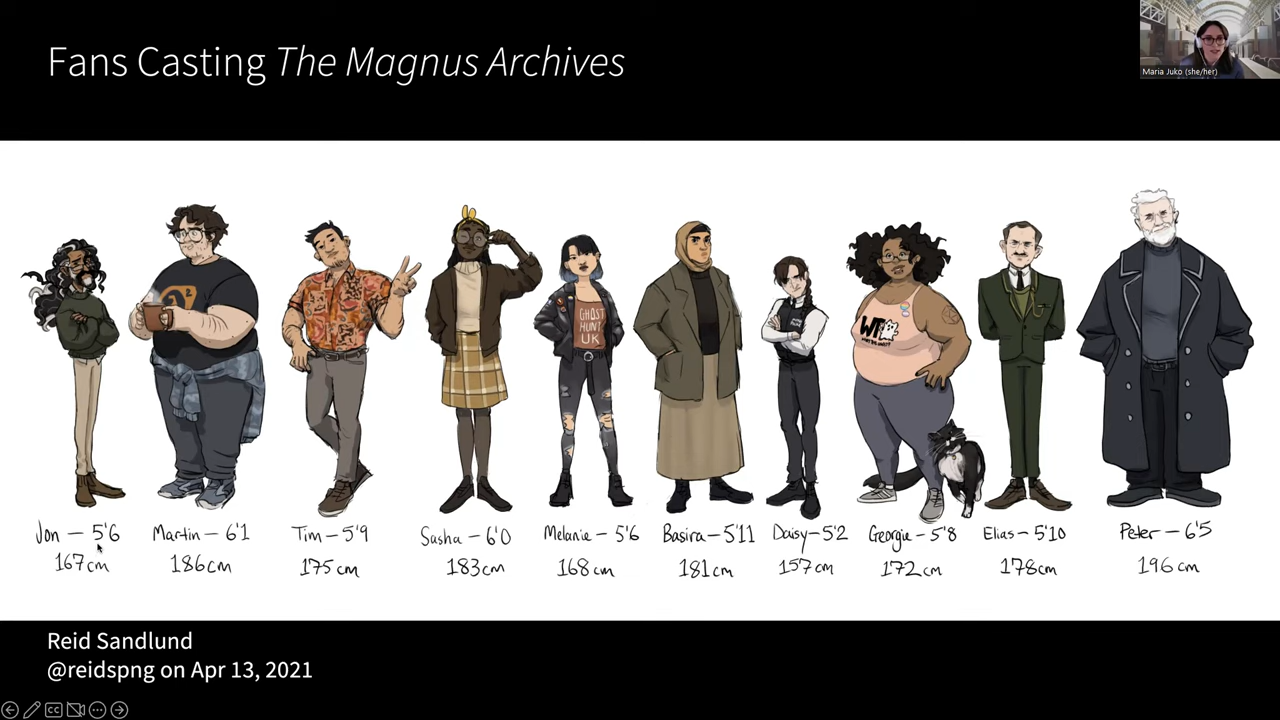 Fans Casting The Magnus Archives
Maria Juko (she/her)
2
GHOST
HUNT
UK
WTG
Jon — 5'6
167cm
Martin — 6'1
186cm
Tim — 5'9
175cm
Sasha — 6'0
183cm
Melanie — 5'6
168cm
Basira — 5'11
181cm
Daisy — 5'2
157cm
Georgie — 5'8
172cm
Elias — 5'10
178cm
Peter — 6'5
196cm
Reid Sandlund
@reidspng on Apr 13, 2021
CC